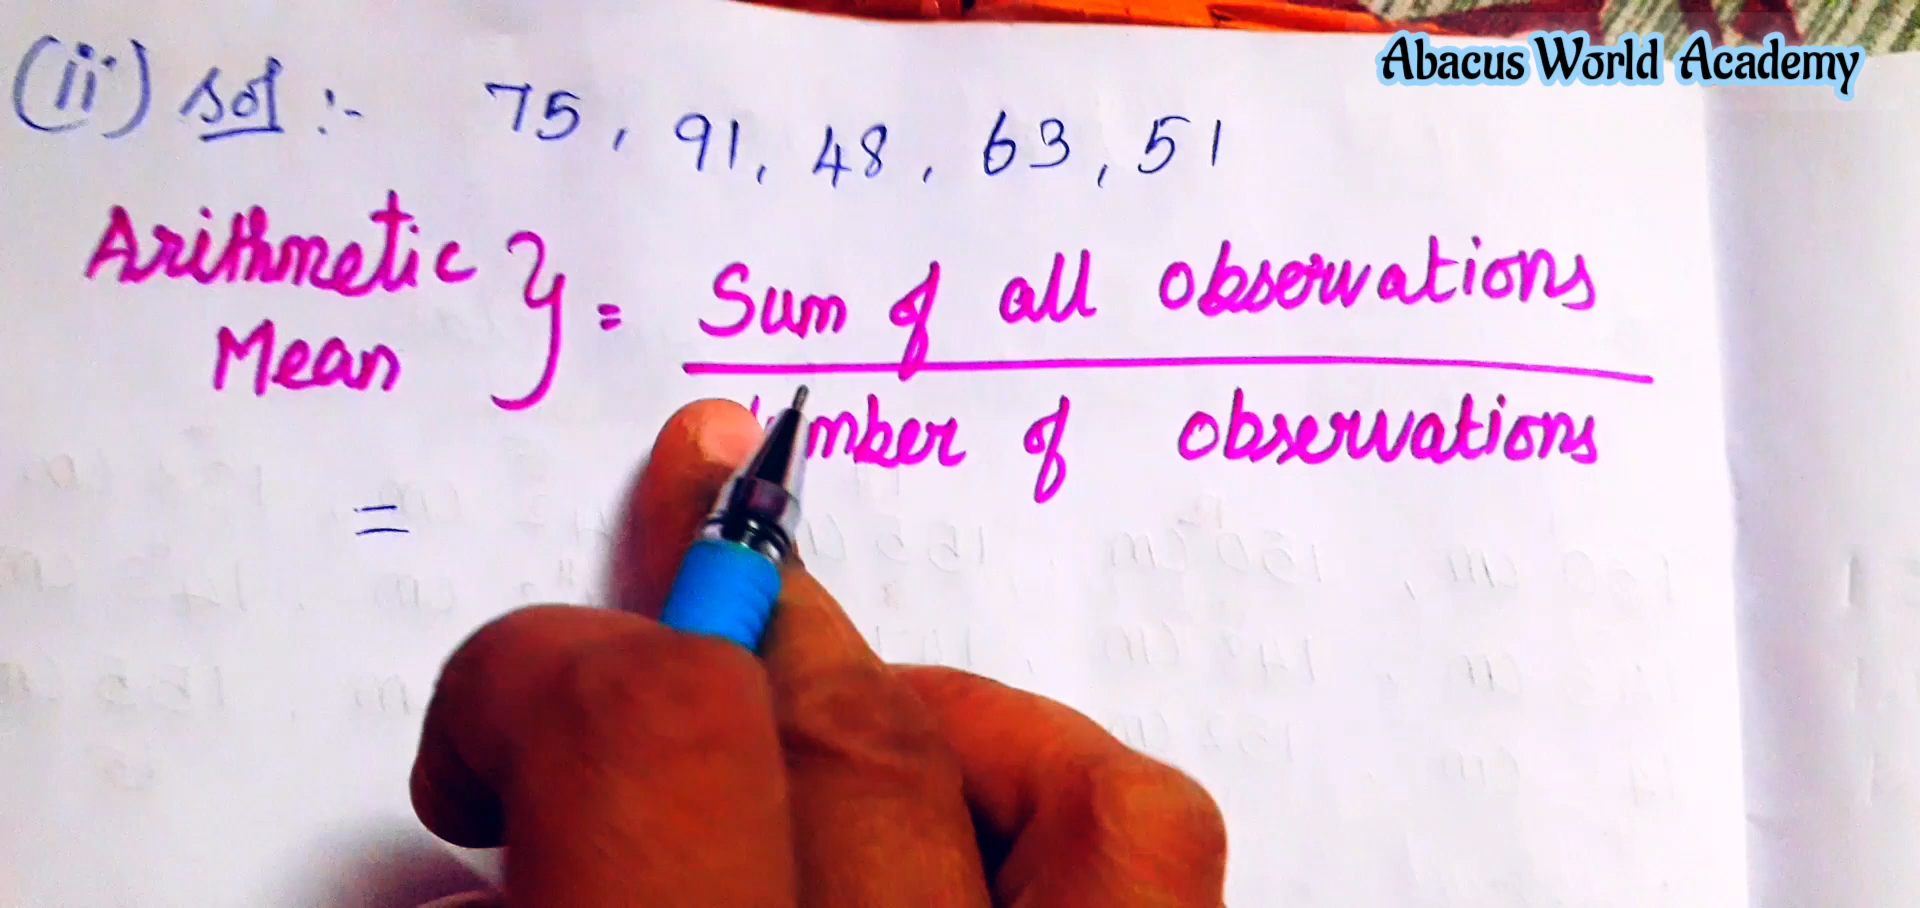 Abacus World Academy
(ii) Sol :- 75, 91, 48, 63, 51
Arithmetic Mean } = Sum of all observations
mber of observations
=